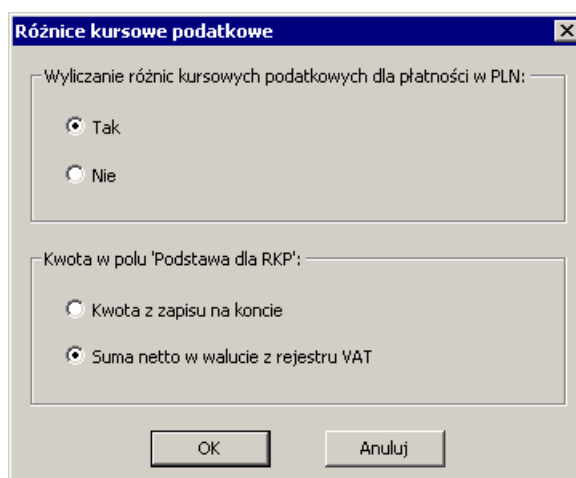 Różnice kursowe podatkowe
Wyliczanie różnic kursowych podatkowych dla płatności w PLN:
Tak
Nie
Kwota w polu 'Podstawa dla RKP':
Kwota z zapisu na koncie
Suma netto w walucie z rejestru VAT
OK
Anuluj